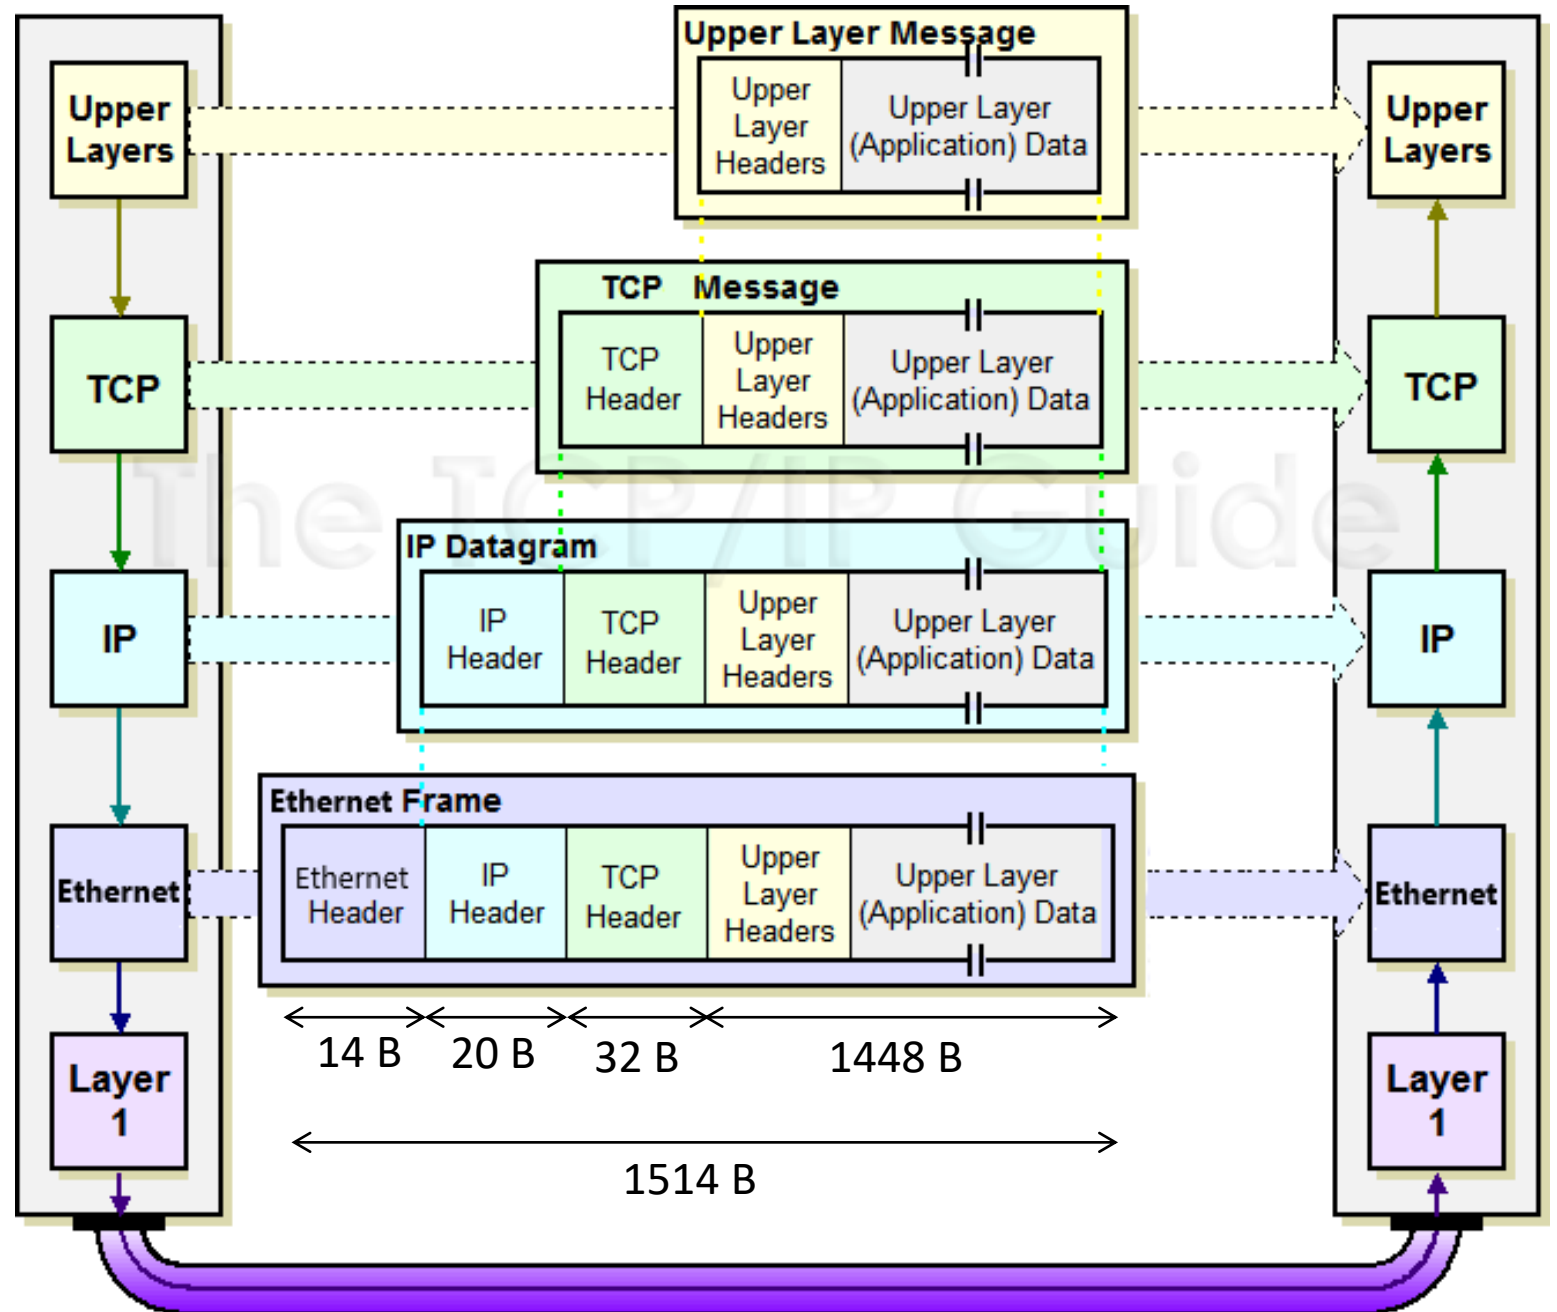 Upper Layer Message
Upper
Layer
Headers
Upper Layer
(Application) Data
Upper
Layers
Upper
Layers
TCP Message
TCP
Header
Upper
Layer
Headers
Upper Layer
(Application) Data
TCP
TCP
The TCP/IP Guide
IP Datagram
IP
Header
TCP
Header
Upper
Layer
Headers
Upper Layer
(Application) Data
IP
IP
Ethernet Frame
Ethernet
Header
IP
Header
TCP
Header
Upper
Layer
Headers
Upper Layer
(Application) Data
Ethernet
Ethernet
14 B
20 B
32 B
1448 B
Layer
1
Layer
1
1514 B